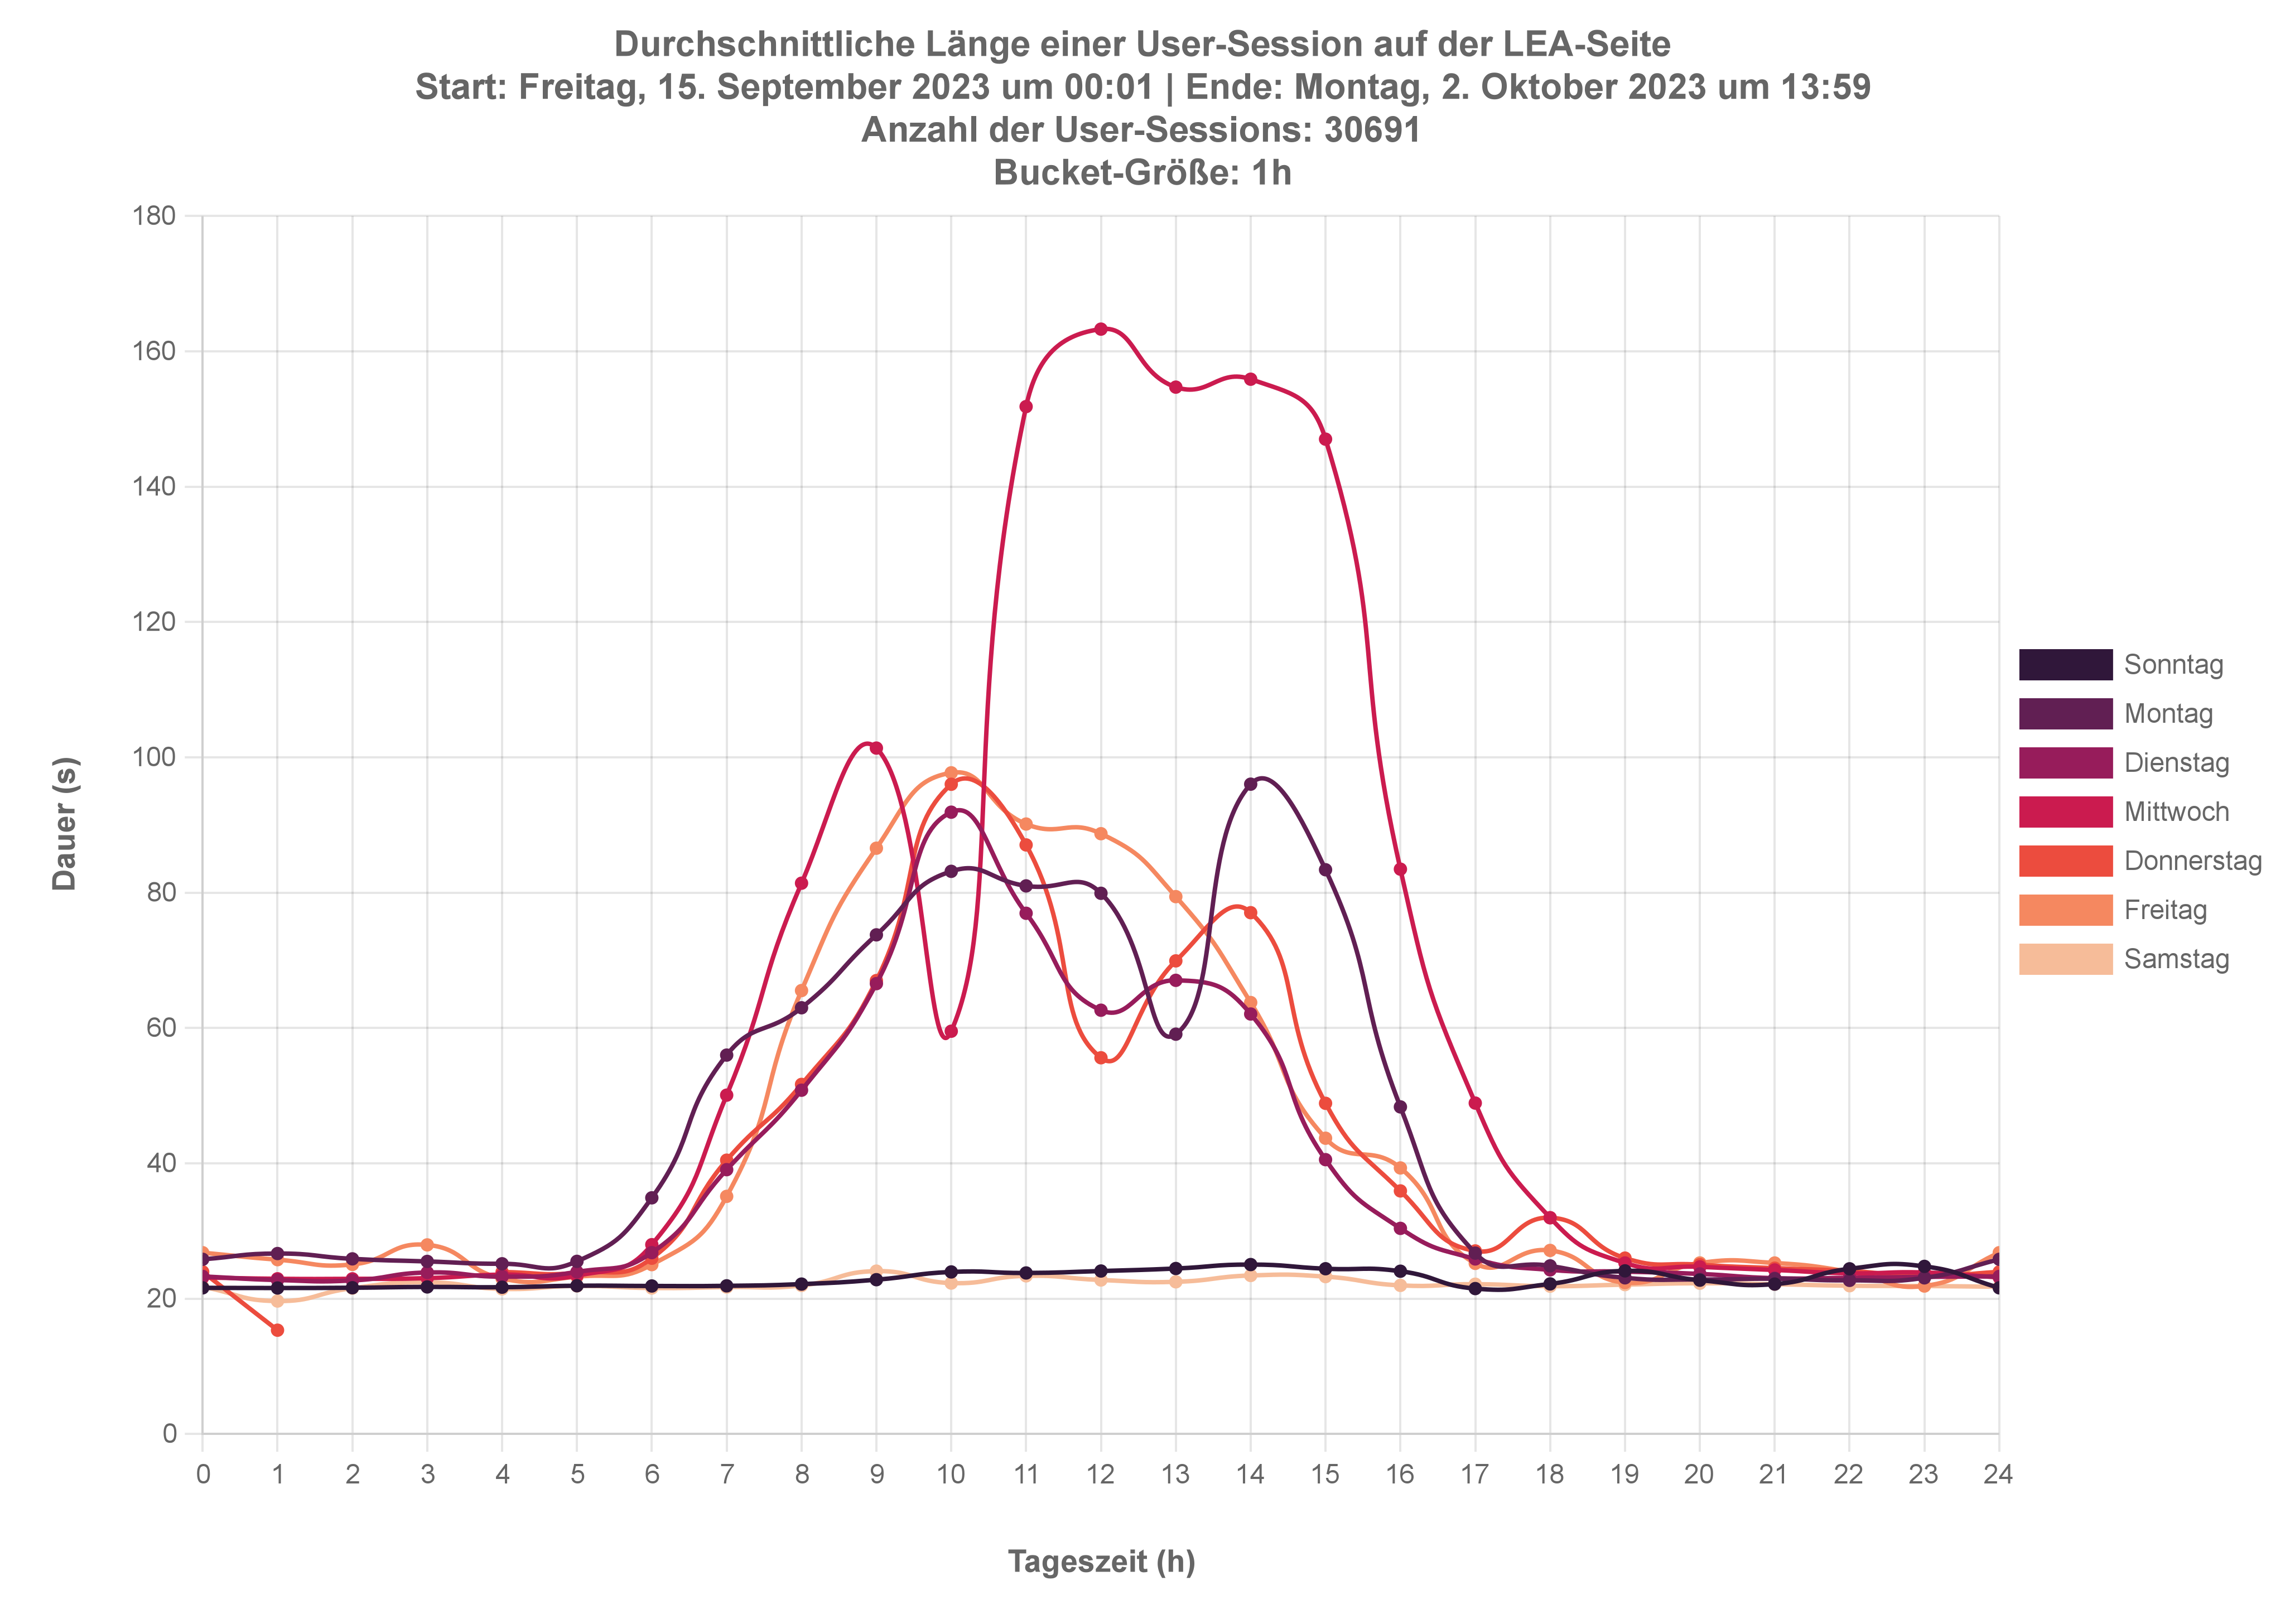 Durchschnittliche Länge einer User-Session auf der LEA-Seite
Start: Freitag, 15. September 2023 um 00:01 | Ende: Montag, 2. Oktober 2023 um 13:59
Anzahl der User-Sessions: 30691
Bucket-Größe: 1h
180
160
140
120
100
80
60
40
20
0
Dauer (s)
0 1 2 3 4 5 6 7 8 9 10 11 12 13 14 15 16 17 18 19 20 21 22 23 24
Tageszeit (h)
Sonntag
Montag
Dienstag
Mittwoch
Donnerstag
Freitag
Samstag